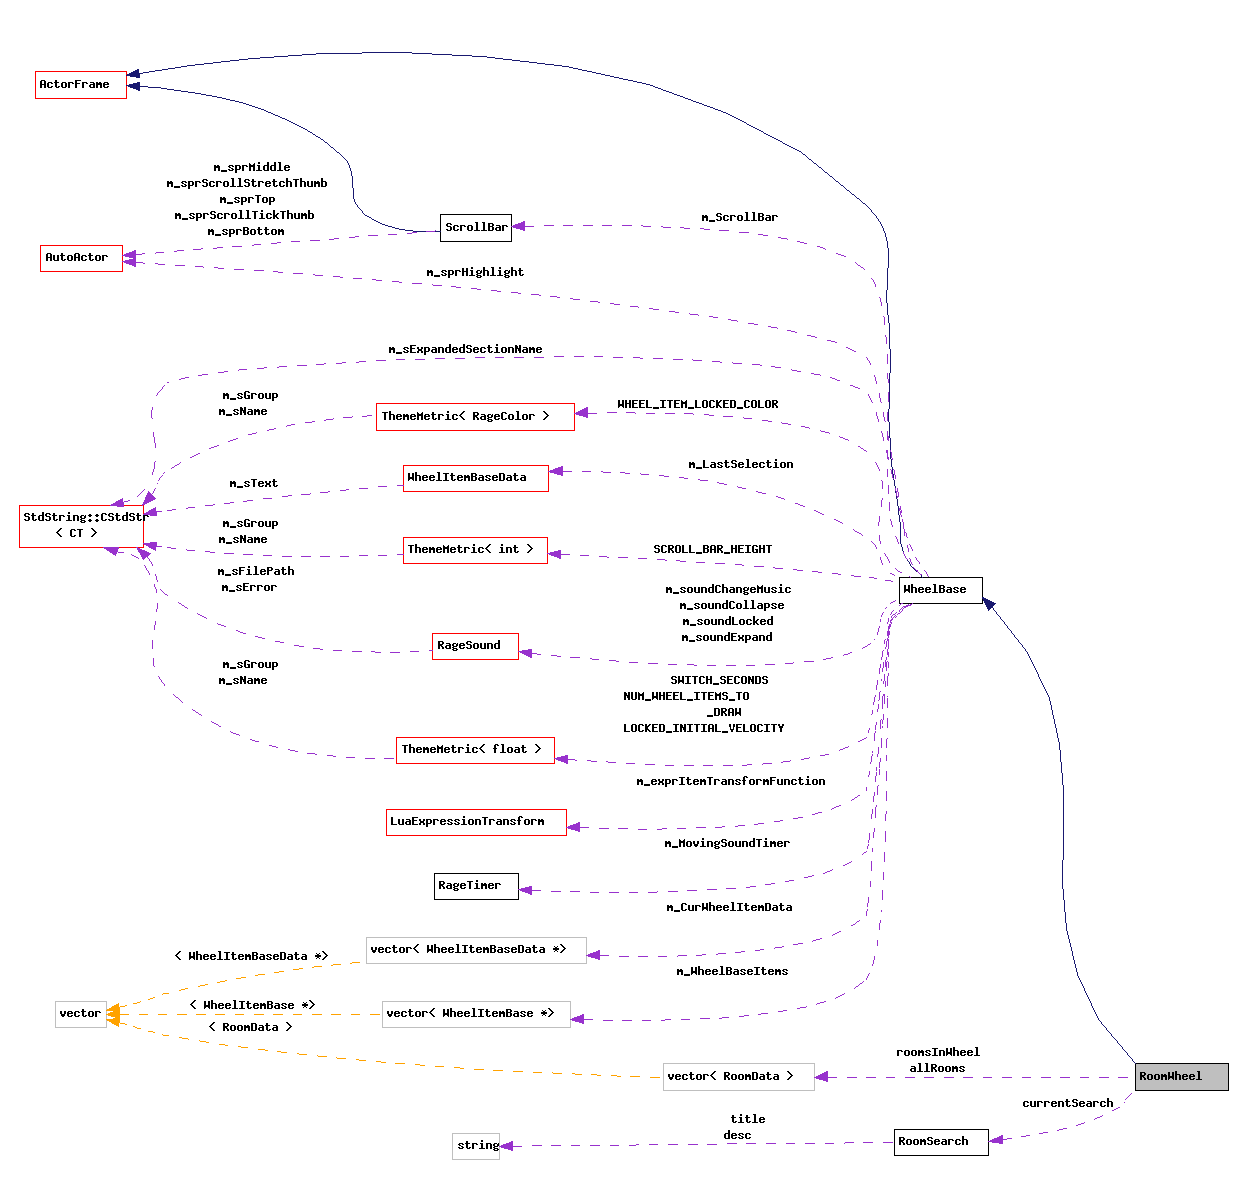 ActorFrame
m_sprMiddle
m_sprScrollStretchThumb
m_sprTop
m_sprScrollTickThumb
m_sprBottom
ScrollBar
m_ScrollBar
AutoActor
m_sprHighlight
m_sExpandedSectionName
m_sGroup
m_sName
ThemeMetric< RageColor >
WHEEL_ITEM_LOCKED_COLOR
WheelItemBaseData
m_LastSelection
m_sText
StdString::CStdStr
< CT >
m_sGroup
m_sName
ThemeMetric< int >
SCROLL_BAR_HEIGHT
m_sFilePath
m_sError
m_soundChangeMusic
m_soundCollapse
m_soundLocked
m_soundExpand
WheelBase
RageSound
m_sGroup
m_sName
SWITCH_SECONDS
NUM_WHEEL_ITEMS_TO
_DRAW
LOCKED_INITIAL_VELOCITY
ThemeMetric< float >
m_exprItemTransformFunction
LuaExpressionTransform
m_MovingSoundTimer
RageTimer
m_CurWheelItemData
vector< WheelItemBaseData *>
< WheelItemBaseData *>
m_WheelBaseItems
vector
< WheelItemBase *>
vector< WheelItemBase *>
< RoomData >
roomsInWheel
allRooms
vector< RoomData >
RoomWheel
currentSearch
title
desc
string
RoomSearch